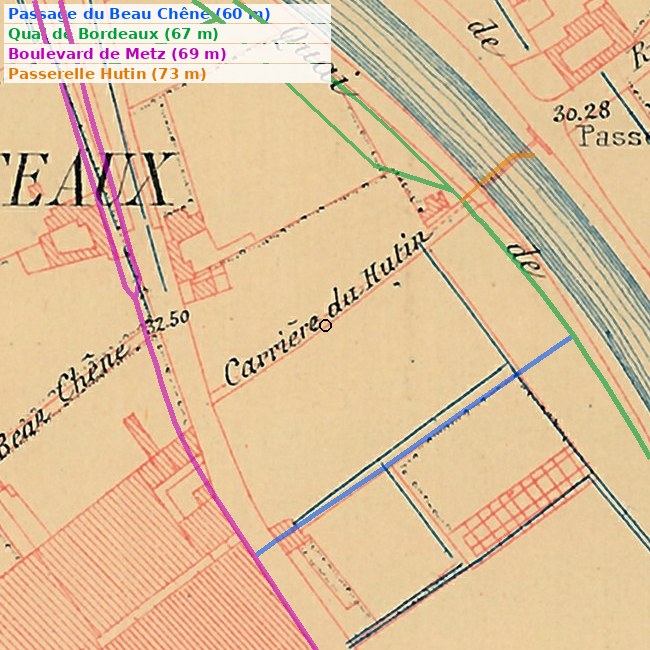 Passage du Beau Chêne (60 m)
Quai de Bordeaux (67 m)
Boulevard de Metz (69 m)
Passerelle Hutin (73 m)
Quai
de
30.28
Passe
TEAUX
de
Carrière du Hutin
32.50
Beau Chêne